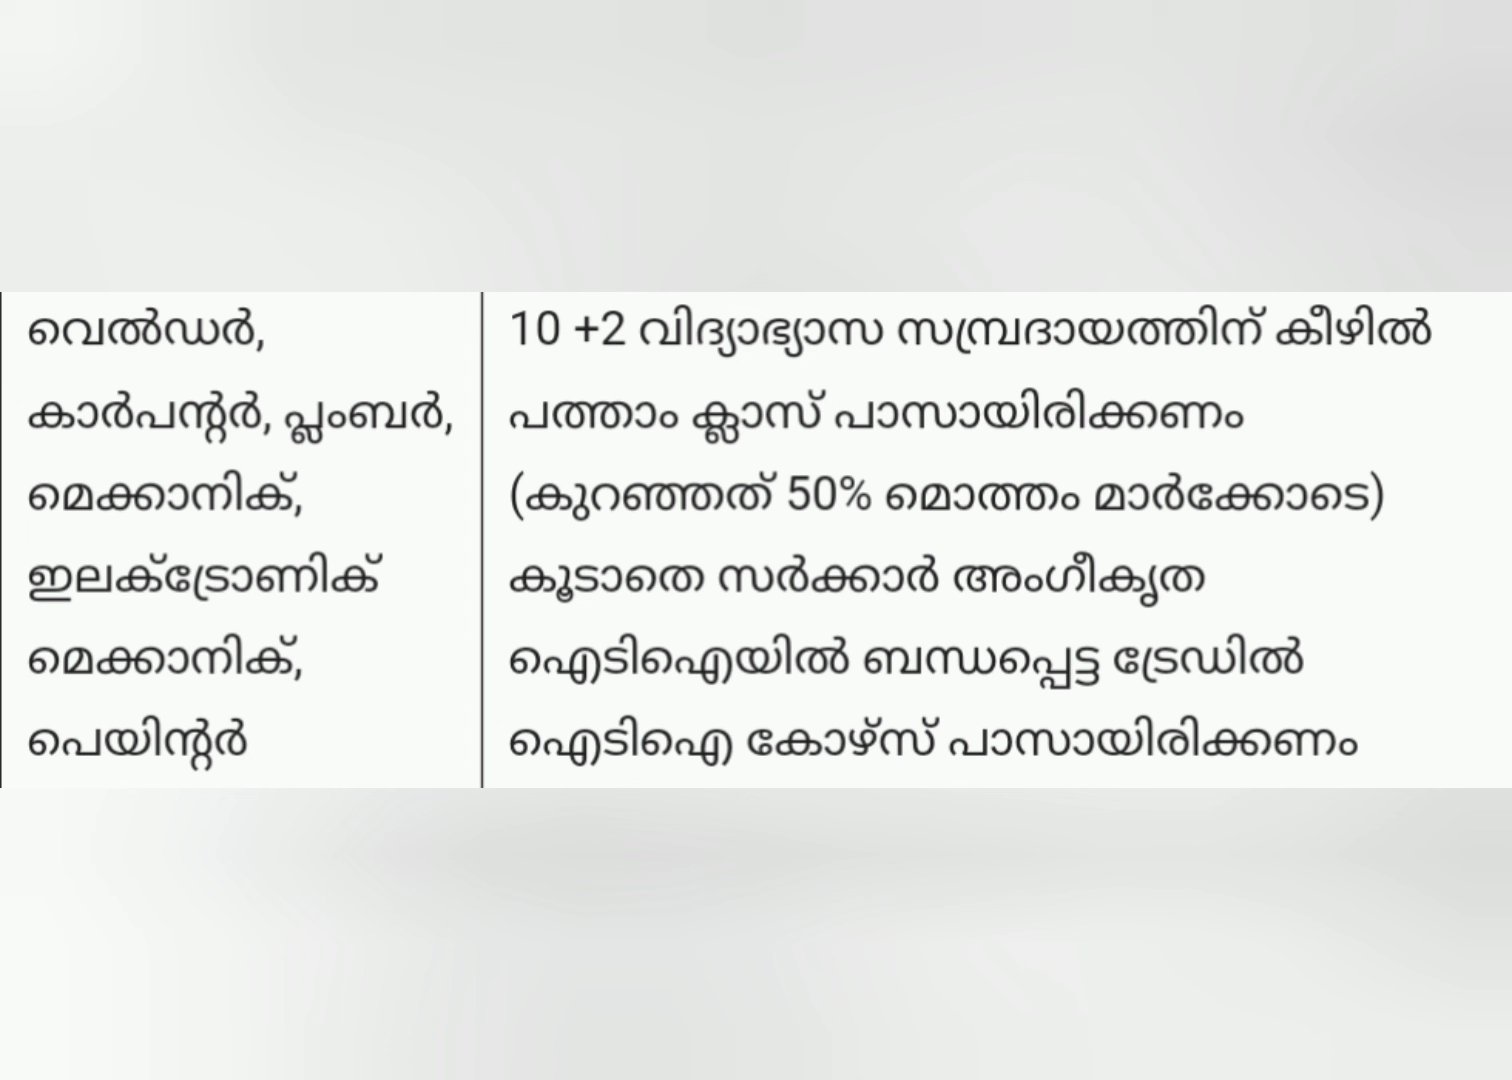 വെൽഡർ,
കാർപന്റർ, പ്ലംബർ,
മെക്കാനിക്,
ഇലക്ട്രോണിക്
മെക്കാനിക്,
പെയിന്റർ
10 +2 വിദ്യാഭ്യാസ സമ്പ്രദായത്തിന് കീഴിൽ
പത്താം ക്ലാസ് പാസായിരിക്കണം
(കുറഞ്ഞത് 50% മൊത്തം മാർക്കോടെ)
കൂടാതെ സർക്കാർ അംഗീകൃത
ഐടിഐയിൽ ബന്ധപ്പെട്ട ട്രേഡിൽ
ഐടിഐ കോഴ്സ് പാസായിരിക്കണം